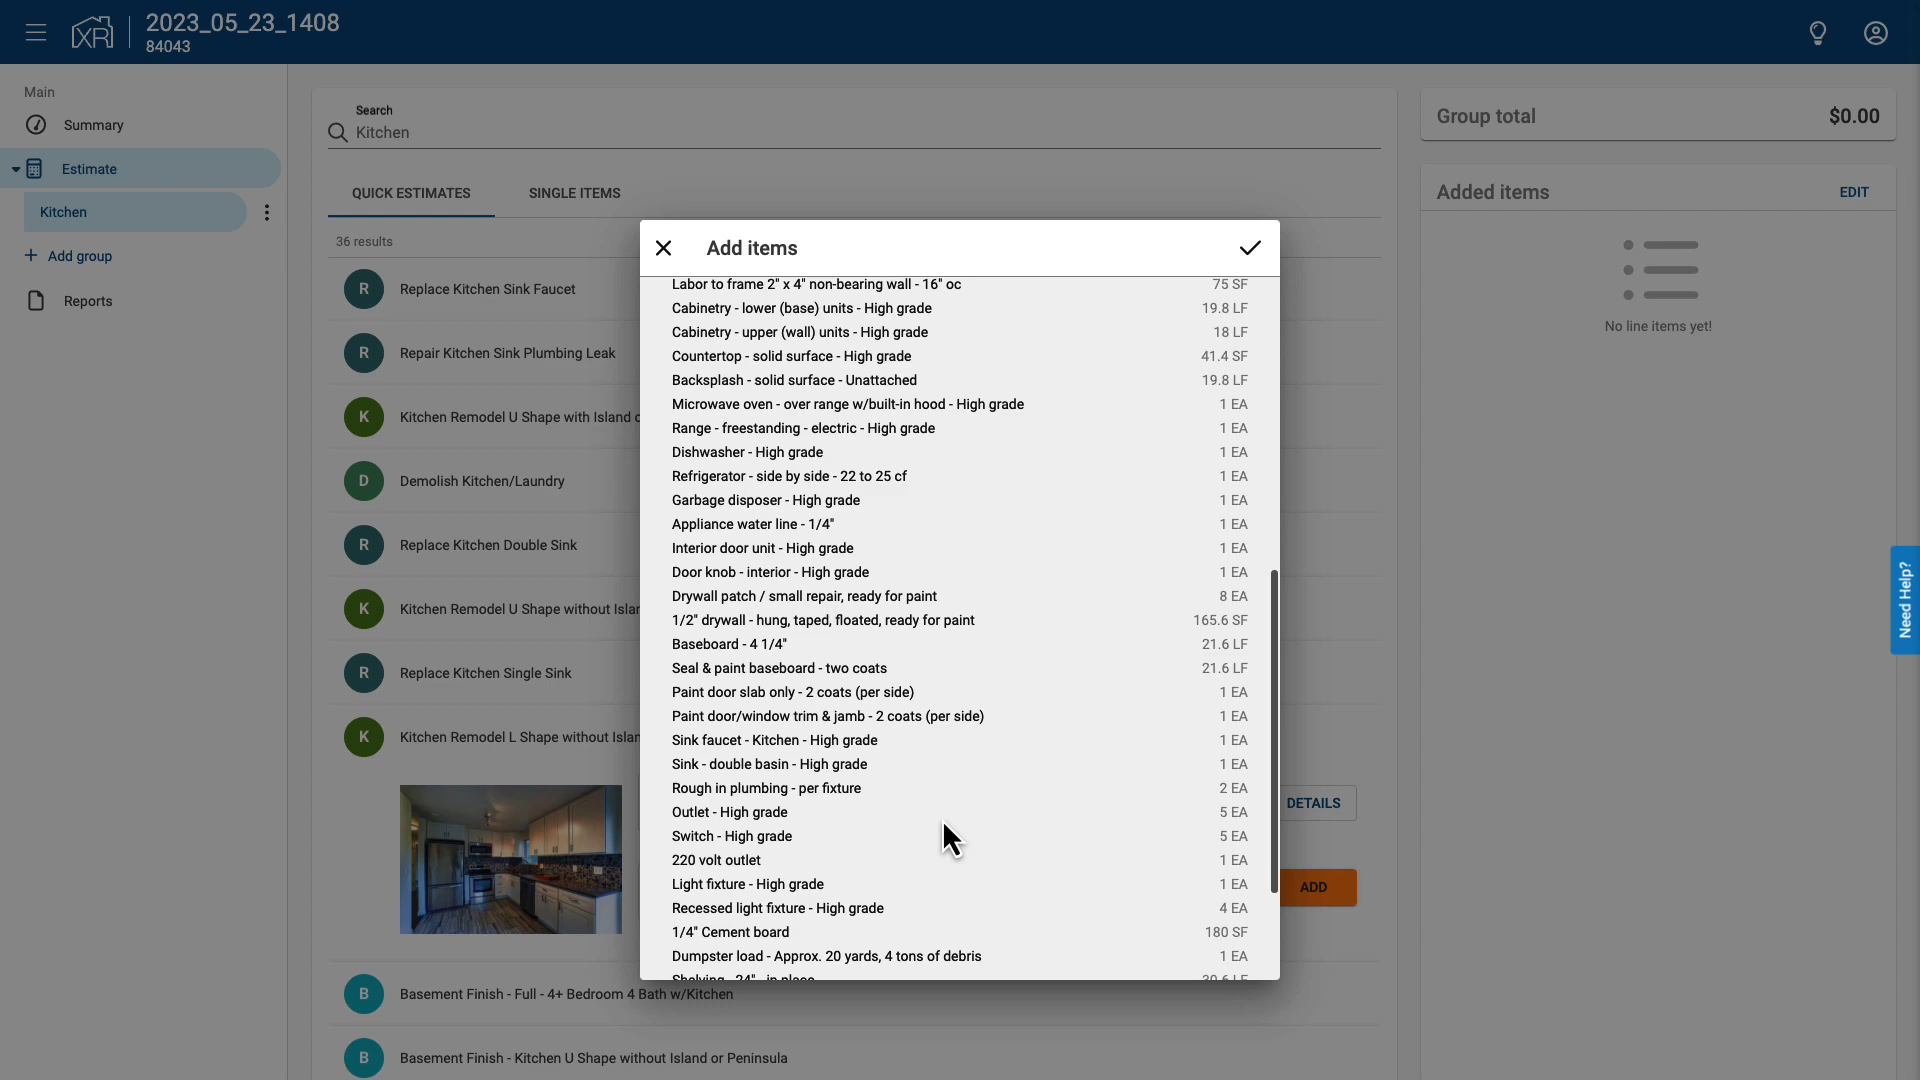 XR
2023_05_23_1408
84043
Main
Summary
Estimate
Kitchen
Add group
Reports
Search
Kitchen
QUICK ESTIMATES
SINGLE ITEMS
36 results
R Replace Kitchen Sink Faucet
R Repair Kitchen Sink Plumbing Leak
K Kitchen Remodel U Shape with Island
D Demolish Kitchen/Laundry
R Replace Kitchen Double Sink
K Kitchen Remodel U Shape without
R Replace Kitchen Single Sink
K Kitchen Remodel L Shape without
DETAILS
ADD
B Basement Finish - Full - 4+ Bedroom 4 Bath w/Kitchen
B Basement Finish - Kitchen U Shape without Island or Peninsula
Add items
Labor to frame 2" x 4" non-bearing wall - 16" oc 75 SF
Cabinetry - lower (base) units - High grade 19.8 LF
Cabinetry - upper (wall) units - High grade 18 LF
Countertop - solid surface - High grade 41.4 SF
Backsplash - solid surface - Unattached 19.8 LF
Microwave oven - over range w/built-in hood - High grade 1 EA
Range - freestanding - electric - High grade 1 EA
Dishwasher - High grade 1 EA
Refrigerator - side by side - 22 to 25 cf 1 EA
Garbage disposer - High grade 1 EA
Appliance water line - 1/4" 1 EA
Interior door unit - High grade 1 EA
Door knob - interior - High grade 1 EA
Drywall patch / small repair, ready for paint 8 EA
1/2" drywall - hung, taped, floated, ready for paint 165.6 SF
Baseboard - 4 1/4" 21.6 LF
Seal & paint baseboard - two coats 21.6 LF
Paint door slab only - 2 coats (per side) 1 EA
Paint door/window trim & jamb - 2 coats (per side) 1 EA
Sink faucet - Kitchen - High grade 1 EA
Sink - double basin - High grade 1 EA
Rough in plumbing - per fixture 2 EA
Outlet - High grade 5 EA
Switch - High grade 5 EA
220 volt outlet 1 EA
Light fixture - High grade 1 EA
Recessed light fixture - High grade 4 EA
1/4" Cement board 180 SF
Dumpster load - Approx. 20 yards, 4 tons of debris 1 EA
Shelving - 24" - in place 30.6 LF
Group total $0.00
Added items
EDIT
No line items yet!
Need Help?